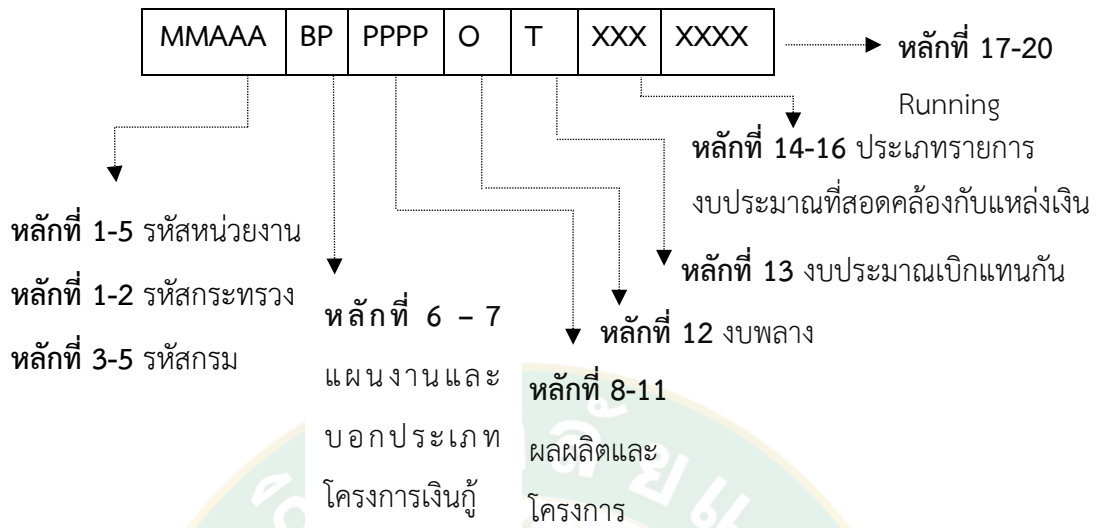 MMAAA BP PPPP O T XXX XXXX
หลักที่ 17-20
Running
หลักที่ 14-16 ประเภทรายการ
งบประมาณที่สอดคล้องกับแหล่งเงิน
หลักที่ 13 งบประมาณเบิกแทนกัน
หลักที่ 12 งบพลาง
หลักที่ 8-11
ผลผลิตและ
โครงการ
หลักที่ 6 – 7
แผนงานและ
บอกประเภท
โครงการเงินกู้
หลักที่ 1-5 รหัสหน่วยงาน
หลักที่ 1-2 รหัสกระทรวง
หลักที่ 3-5 รหัสกรม